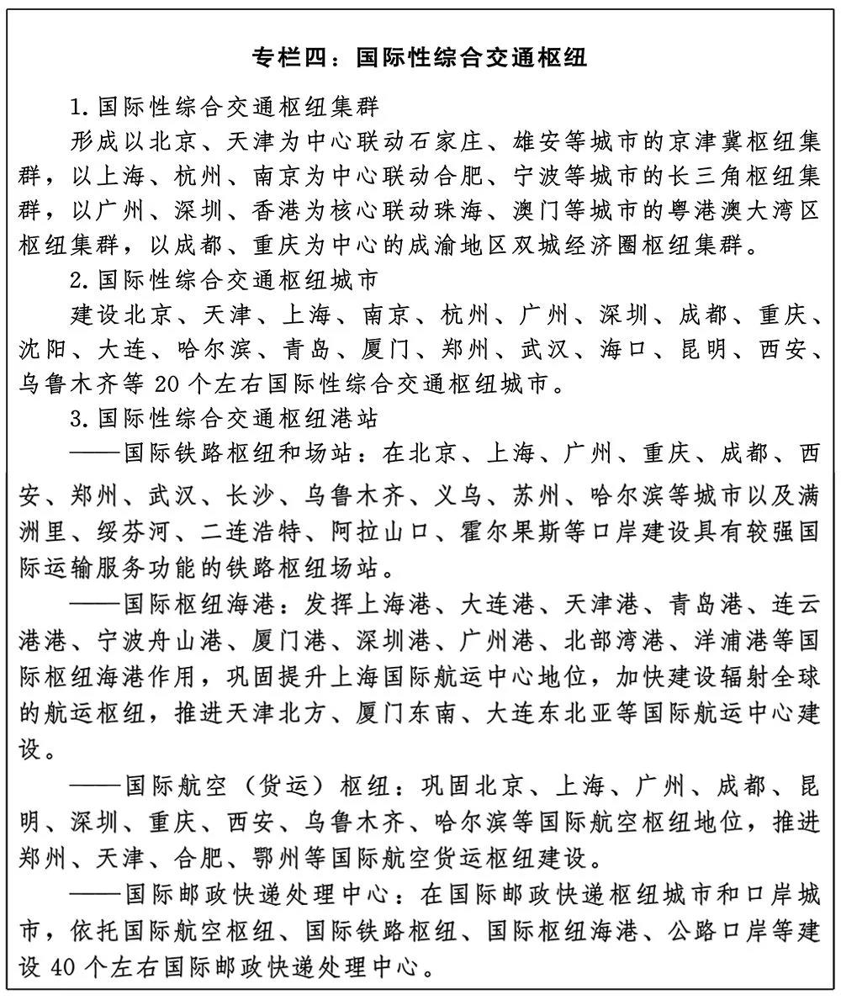 专栏四：国际性综合交通枢纽
1.国际性综合交通枢纽集群
形成以北京、天津为中心联动石家庄、雄安等城市的京津冀枢纽集
群，以上海、杭州、南京为中心联动合肥、宁波等城市的长三角枢纽集
群，以广州、深圳、香港为核心联动珠海、澳门等城市的粤港澳大湾区
枢纽集群，以成都、重庆为中心的成渝地区双城经济圈枢纽集群。
2.国际性综合交通枢纽城市
建设北京、天津、上海、南京、杭州、广州、深圳、成都、重庆、
沈阳、大连、哈尔滨、青岛、厦门、郑州、武汉、海口、昆明、西安、
乌鲁木齐等20个左右国际性综合交通枢纽城市。
3.国际性综合交通枢纽港站
——国际铁路枢纽和场站：在北京、上海、广州、重庆、成都、西
安、郑州、武汉、长沙、乌鲁木齐、义乌、苏州、哈尔滨等城市以及满
洲里、绥芬河、二连浩特、阿拉山口、霍尔果斯等口岸建设具有较强国
际运输服务功能的铁路枢纽场站。
——国际枢纽海港：发挥上海港、大连港、天津港、青岛港、连云
港港、宁波舟山港、厦门港、深圳港、广州港、北部湾港、洋浦港等国
际枢纽海港作用，巩固提升上海国际航运中心地位，加快建设辐射全球
的航运枢纽，推进天津北方、厦门东南、大连东北亚等国际航运中心建
设。
——国际航空（货运）枢纽：巩固北京、上海、广州、成都、昆
明、深圳、重庆、西安、乌鲁木齐、哈尔滨等国际航空枢纽地位，推进
郑州、天津、合肥、鄂州等国际航空货运枢纽建设。
——国际邮政快递处理中心：在国际邮政快递枢纽城市和口岸城
市，依托国际航空枢纽、国际铁路枢纽、国际枢纽海港、公路口岸等建
设40个左右国际邮政快递处理中心。